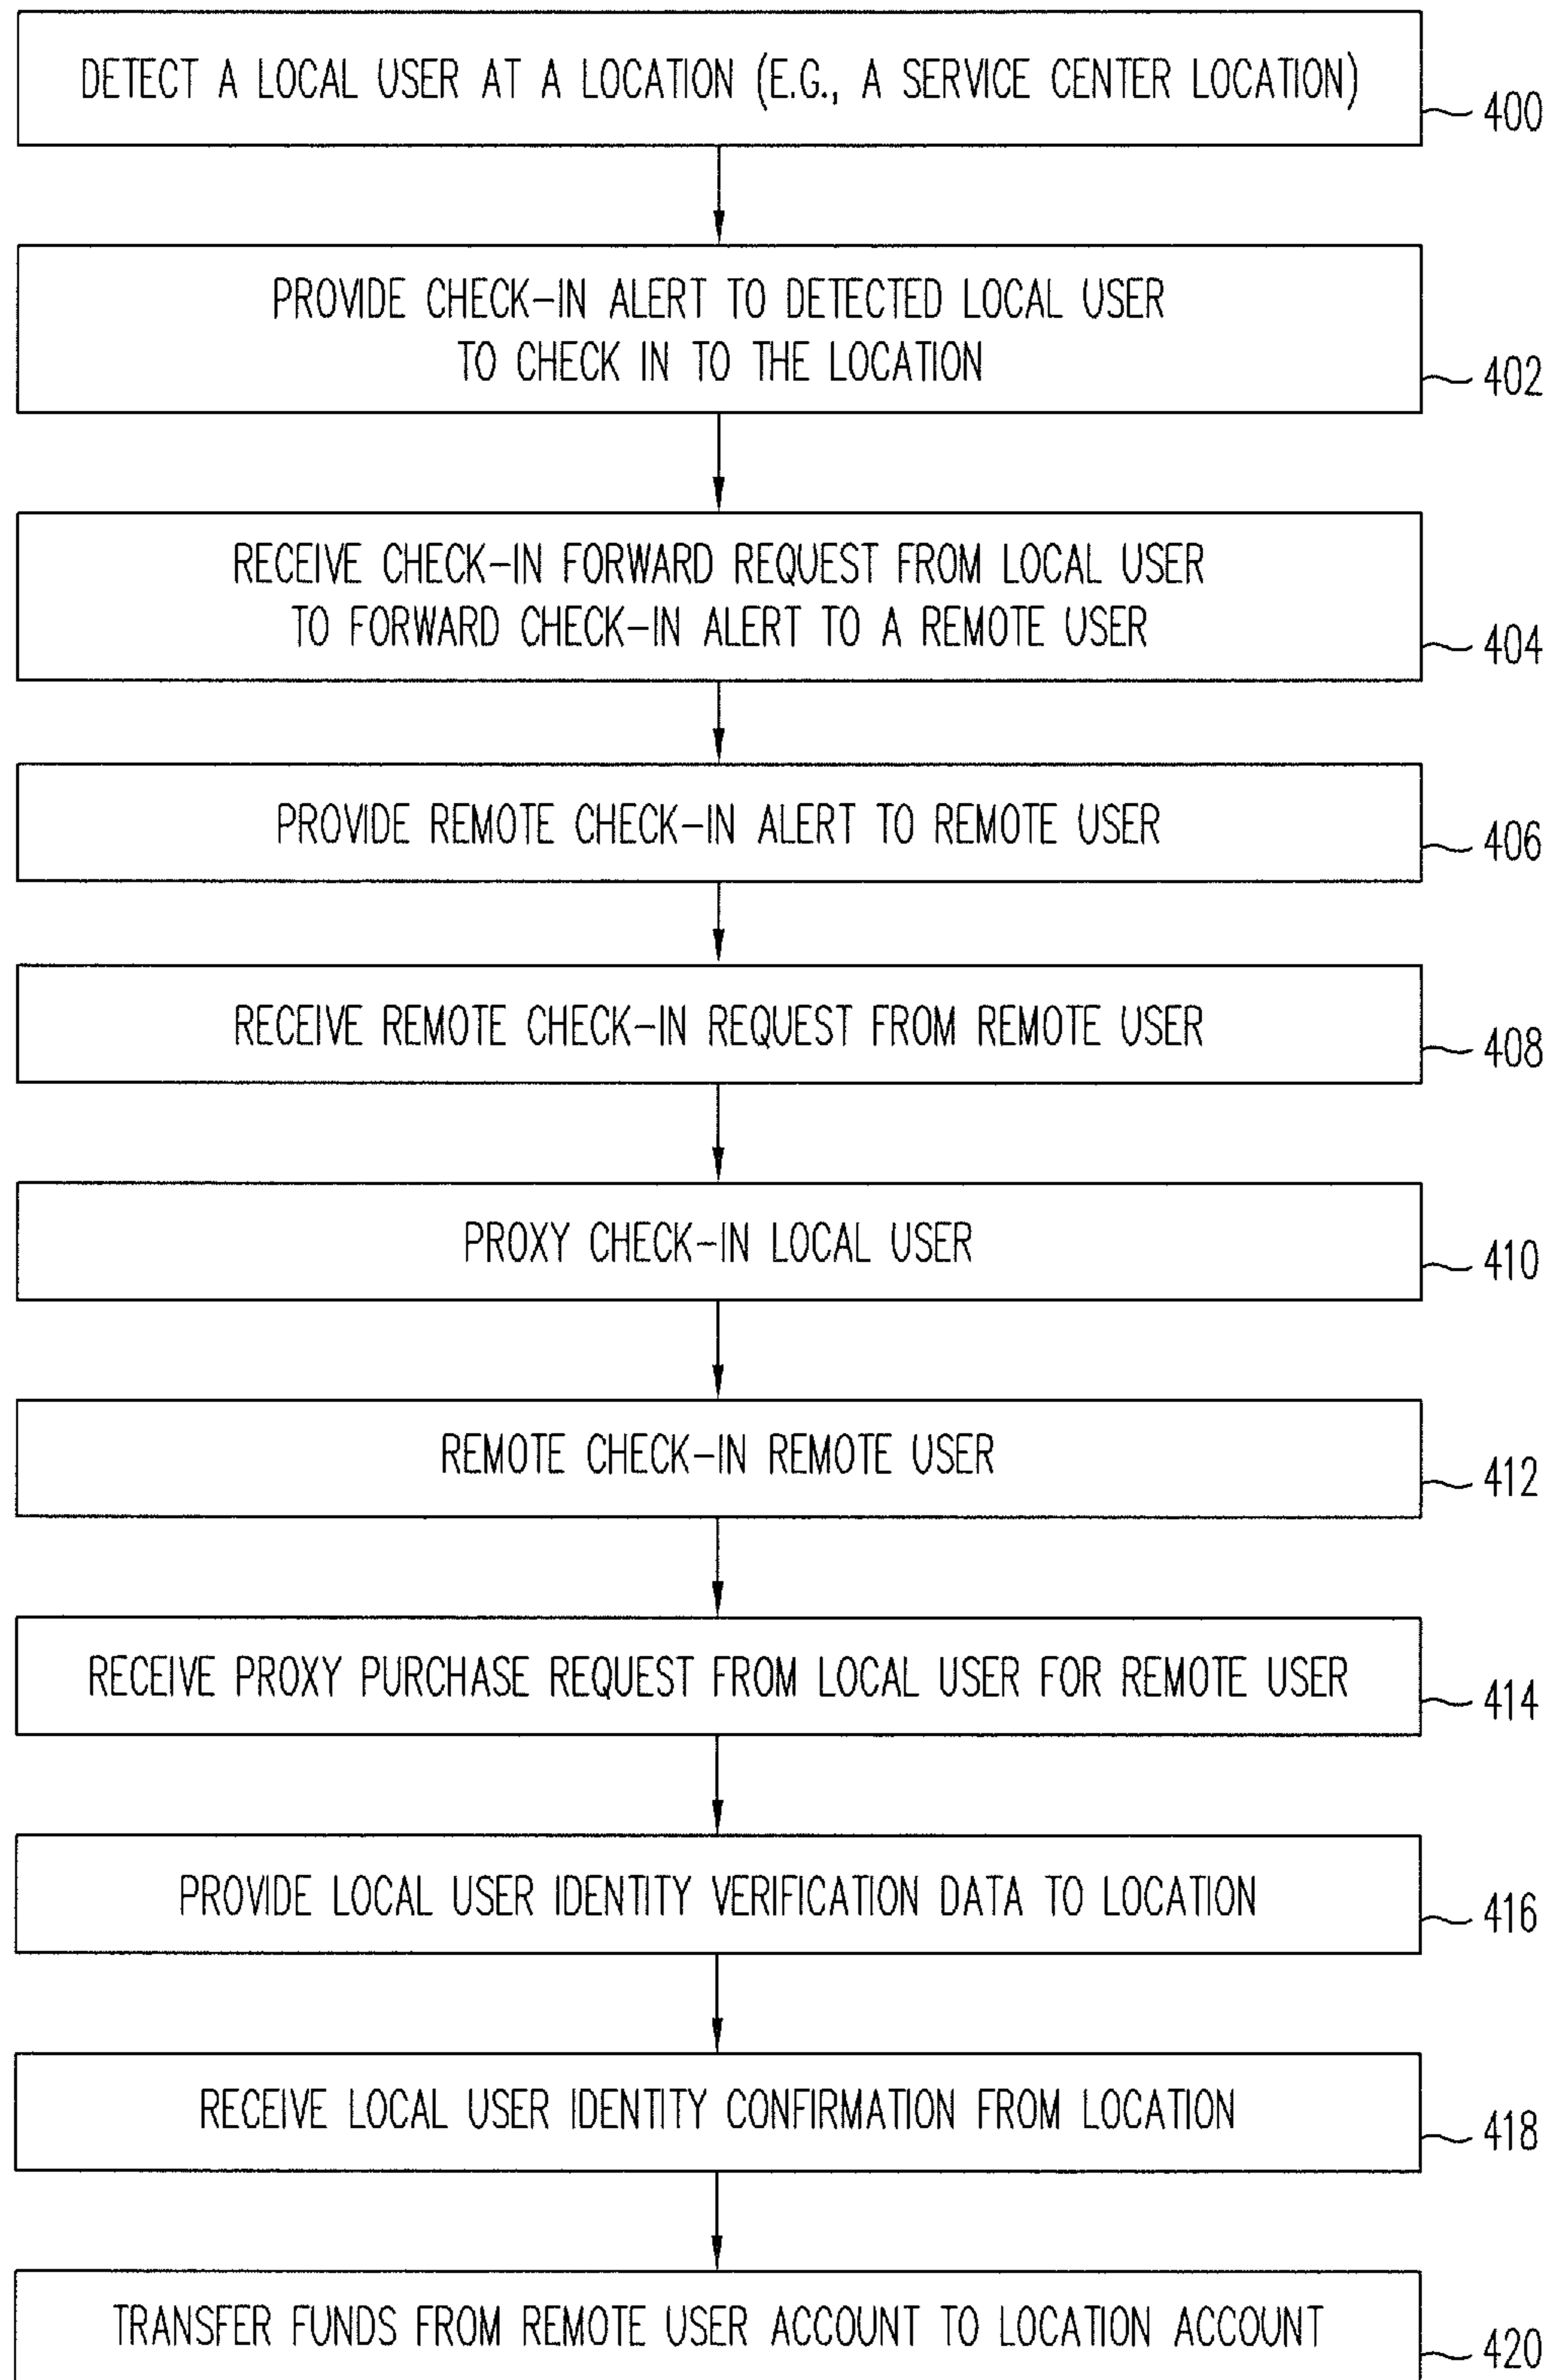 DETECT A LOCAL USER AT A LOCATION (E.G., A SERVICE CENTER LOCATION)
400
PROVIDE CHECK-IN ALERT TO DETECTED LOCAL USER
TO CHECK IN TO THE LOCATION
402
RECEIVE CHECK-IN FORWARD REQUEST FROM LOCAL USER
TO FORWARD CHECK-IN ALERT TO A REMOTE USER
404
PROVIDE REMOTE CHECK-IN ALERT TO REMOTE USER
406
RECEIVE REMOTE CHECK-IN REQUEST FROM REMOTE USER
408
PROXY CHECK-IN LOCAL USER
410
REMOTE CHECK-IN REMOTE USER
412
RECEIVE PROXY PURCHASE REQUEST FROM LOCAL USER FOR REMOTE USER
414
PROVIDE LOCAL USER IDENTITY VERIFICATION DATA TO LOCATION
416
RECEIVE LOCAL USER IDENTITY CONFIRMATION FROM LOCATION
418
TRANSFER FUNDS FROM REMOTE USER ACCOUNT TO LOCATION ACCOUNT
420